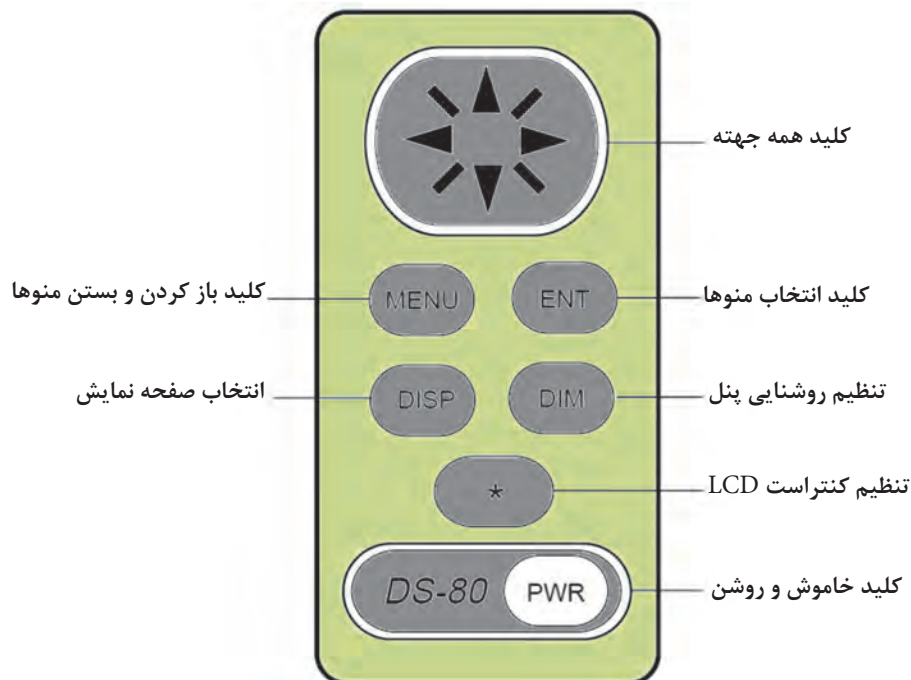 کلید همه جهته
MENU
ENT
کلید باز کردن و بستن منوها
کلید انتخاب منوها
DISP
DIM
انتخاب صفحه نمایش
تنظیم روشنایی پنل
*
تنظیم کنتراست LCD
DS-80
PWR
کلید خاموش و روشن